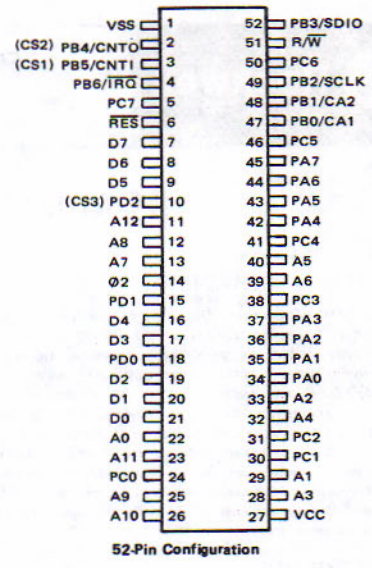 VSS 1 52 PB3/SDIO
(CS2) PB4/CNTO 2 51 R/W̅
(CS1) PB5/CNTI 3 50 PC6
PB6/I̅R̅Q̅ 4 49 PB2/SCLK
PC7 5 48 PB1/CA2
R̅E̅S̅ 6 47 PB0/CA1
D7 7 46 PC5
D6 8 45 PA7
D5 9 44 PA6
(CS3) PD2 10 43 PA5
A12 11 42 PA4
A8 12 41 PC4
A7 13 40 A5
Ø2 14 39 A6
PD1 15 38 PC3
D4 16 37 PA3
D3 17 36 PA2
PD0 18 35 PA1
D2 19 34 PA0
D1 20 33 A2
D0 21 32 A4
A0 22 31 PC2
A11 23 30 PC1
PC0 24 29 A1
A9 25 28 A3
A10 26 27 VCC
52-Pin Configuration